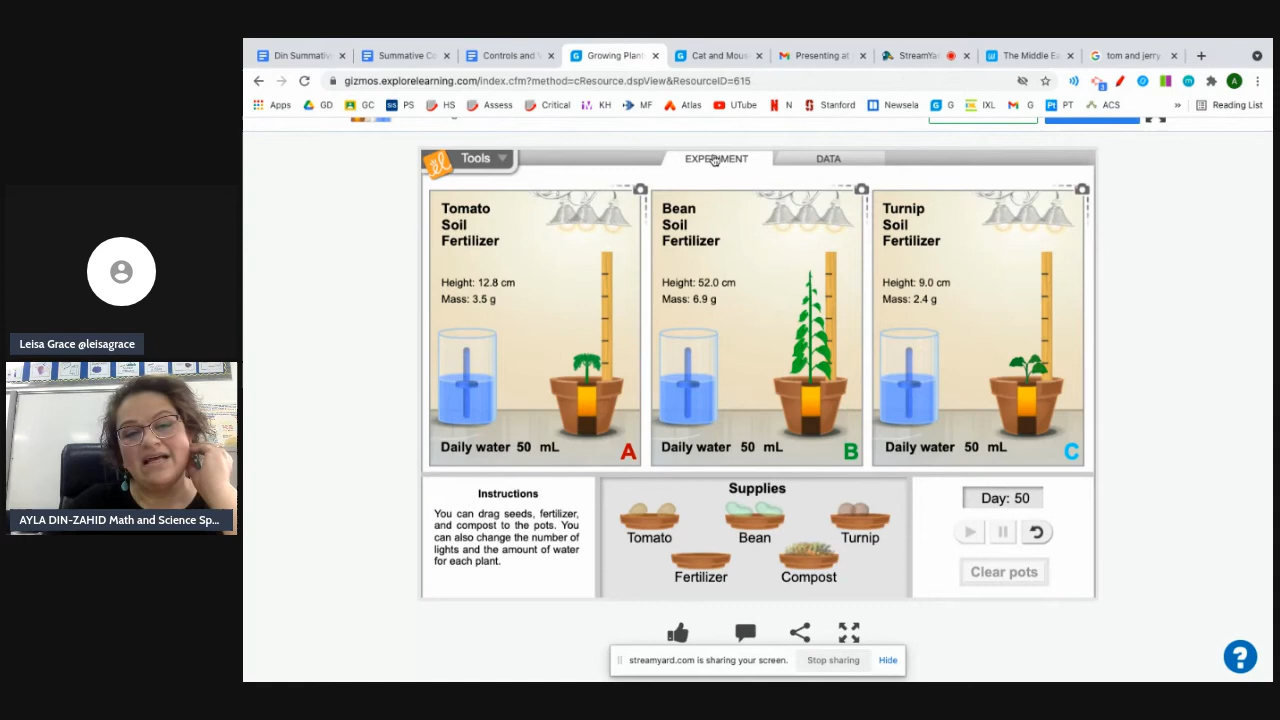 Din Summativ
Summative Co
Controls and V
Growing Plant
Cat and Mous
Presenting at
StreamYa
The Middle Ea
tom and jerry
gizmos.explorelearning.com/index.cfm?method=cResource.dspView&ResourceID=615
Apps GD GC PS HS Assess Critical KH MF Atlas UTube N Stanford Newsela G IXL G PT ACS » Reading List
Tools
EXPERIMENT
DATA
Tomato
Soil
Fertilizer
Height: 12.8 cm
Mass: 3.5 g
Daily water 50 mL
A
Bean
Soil
Fertilizer
Height: 52.0 cm
Mass: 6.9 g
Daily water 50 mL
B
Turnip
Soil
Fertilizer
Height: 9.0 cm
Mass: 2.4 g
Daily water 50 mL
C
Instructions
You can drag seeds, fertilizer,
and compost to the pots. You
can also change the number of
lights and the amount of water
for each plant.
Supplies
Tomato
Bean
Turnip
Fertilizer
Compost
Day: 50
Clear pots
streamyard.com is sharing your screen.
Stop sharing
Hide
Leisa Grace @leisagrace
AYLA DIN-ZAHID Math and Science Sp...